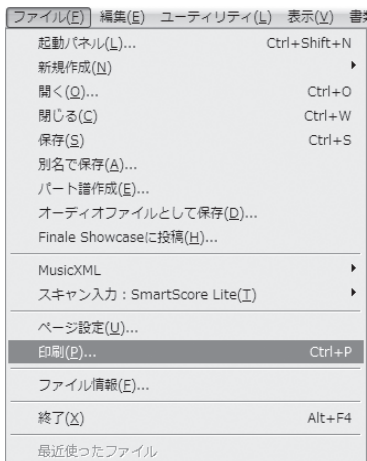 ファイル(F) 編集(E) ユーティリティ(L) 表示(V) 書
起動パネル(L)... Ctrl+Shift+N
新規作成(N)
開く(O)... Ctrl+O
閉じる(C) Ctrl+W
保存(S) Ctrl+S
別名で保存(A)...
パート譜作成(E)...
オーディオファイルとして保存(D)...
Finale Showcaseに投稿(H)...
MusicXML
スキャン入力：SmartScore Lite(T)
ページ設定(U)...
印刷(P)... Ctrl+P
ファイル情報(F)...
終了(X) Alt+F4
最近使ったファイル